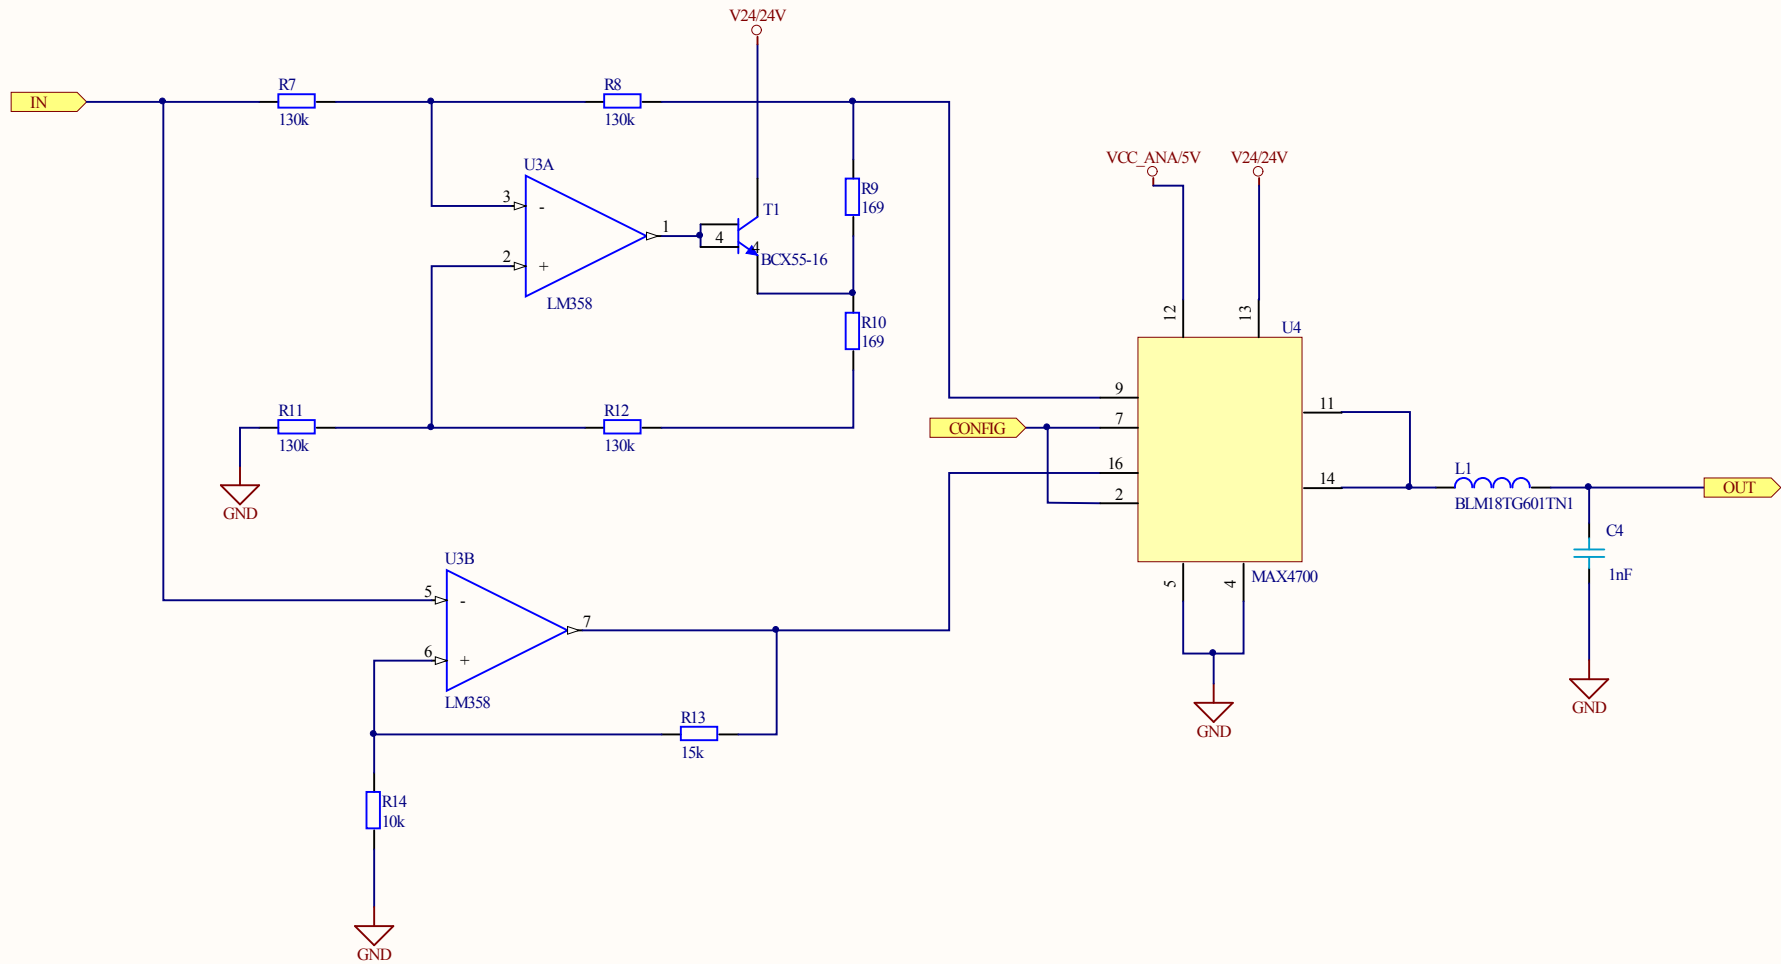 V24/24V
IN
R7
130k
R8
130k
U3A
3
-
2
+
1
LM358
4
4
T1
BCX55-16
R9
169
R10
169
R11
130k
R12
130k
GND
VCC_ANA/5V
V24/24V
12
13
U4
9
7
16
2
11
14
CONFIG
5
4
MAX4700
GND
L1
BLM18TG601TN1
OUT
C4
1nF
GND
U3B
5
-
6
+
7
LM358
R13
15k
R14
10k
GND